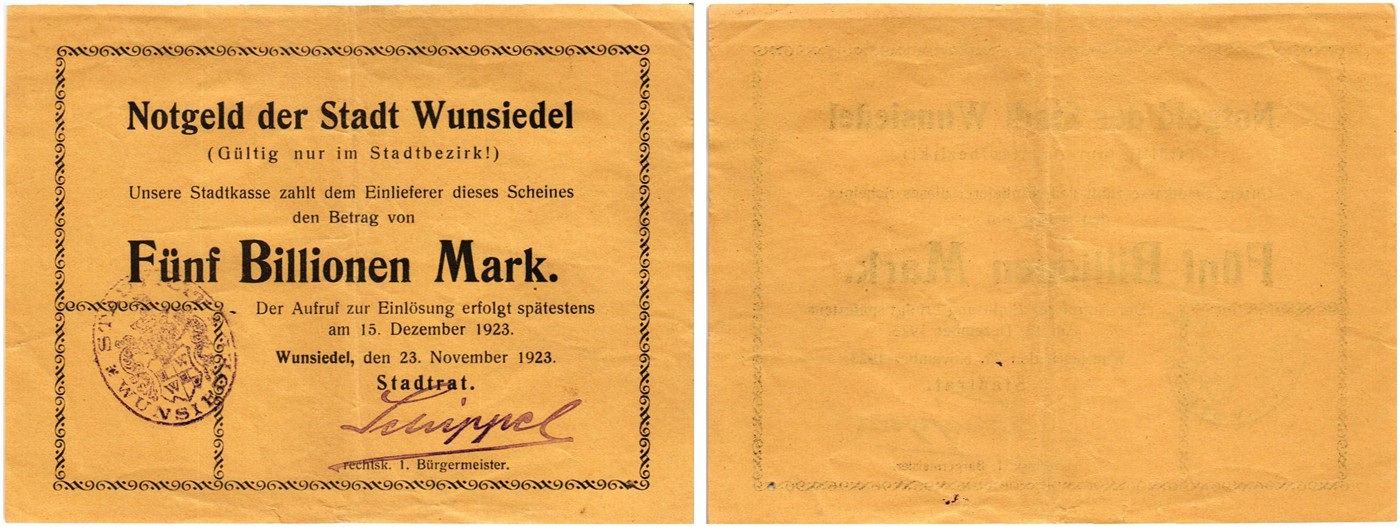 Notgeld der Stadt Wunsiedel
(Gültig nur im Stadtbezirk!)
Unsere Stadtkasse zahlt dem Einlieferer dieses Scheines
den Betrag von
Fünf Billionen Mark.
Der Aufruf zur Einlösung erfolgt spätestens
am 15. Dezember 1923.
Wunsiedel, den 23. November 1923.
Stadtrat.
rechtsk. 1. Bürgermeister.
WUNSIEDEL